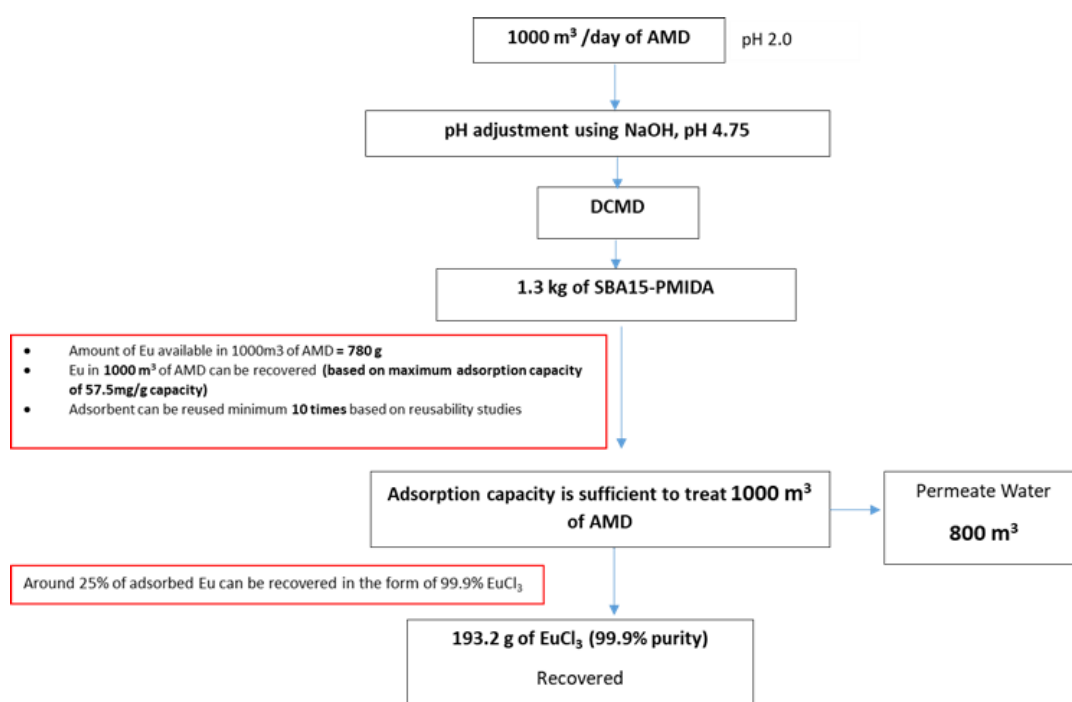 1000 m³ /day of AMD
pH 2.0
pH adjustment using NaOH, pH 4.75
DCMD
1.3 kg of SBA15-PMIDA
• Amount of Eu available in 1000m3 of AMD = 780 g
• Eu in 1000 m³ of AMD can be recovered (based on maximum adsorption capacity
of 57.5mg/g capacity)
• Adsorbent can be reused minimum 10 times based on reusability studies
Adsorption capacity is sufficient to treat 1000 m³
of AMD
Permeate Water
800 m³
Around 25% of adsorbed Eu can be recovered in the form of 99.9% EuCl₃
193.2 g of EuCl₃ (99.9% purity)
Recovered